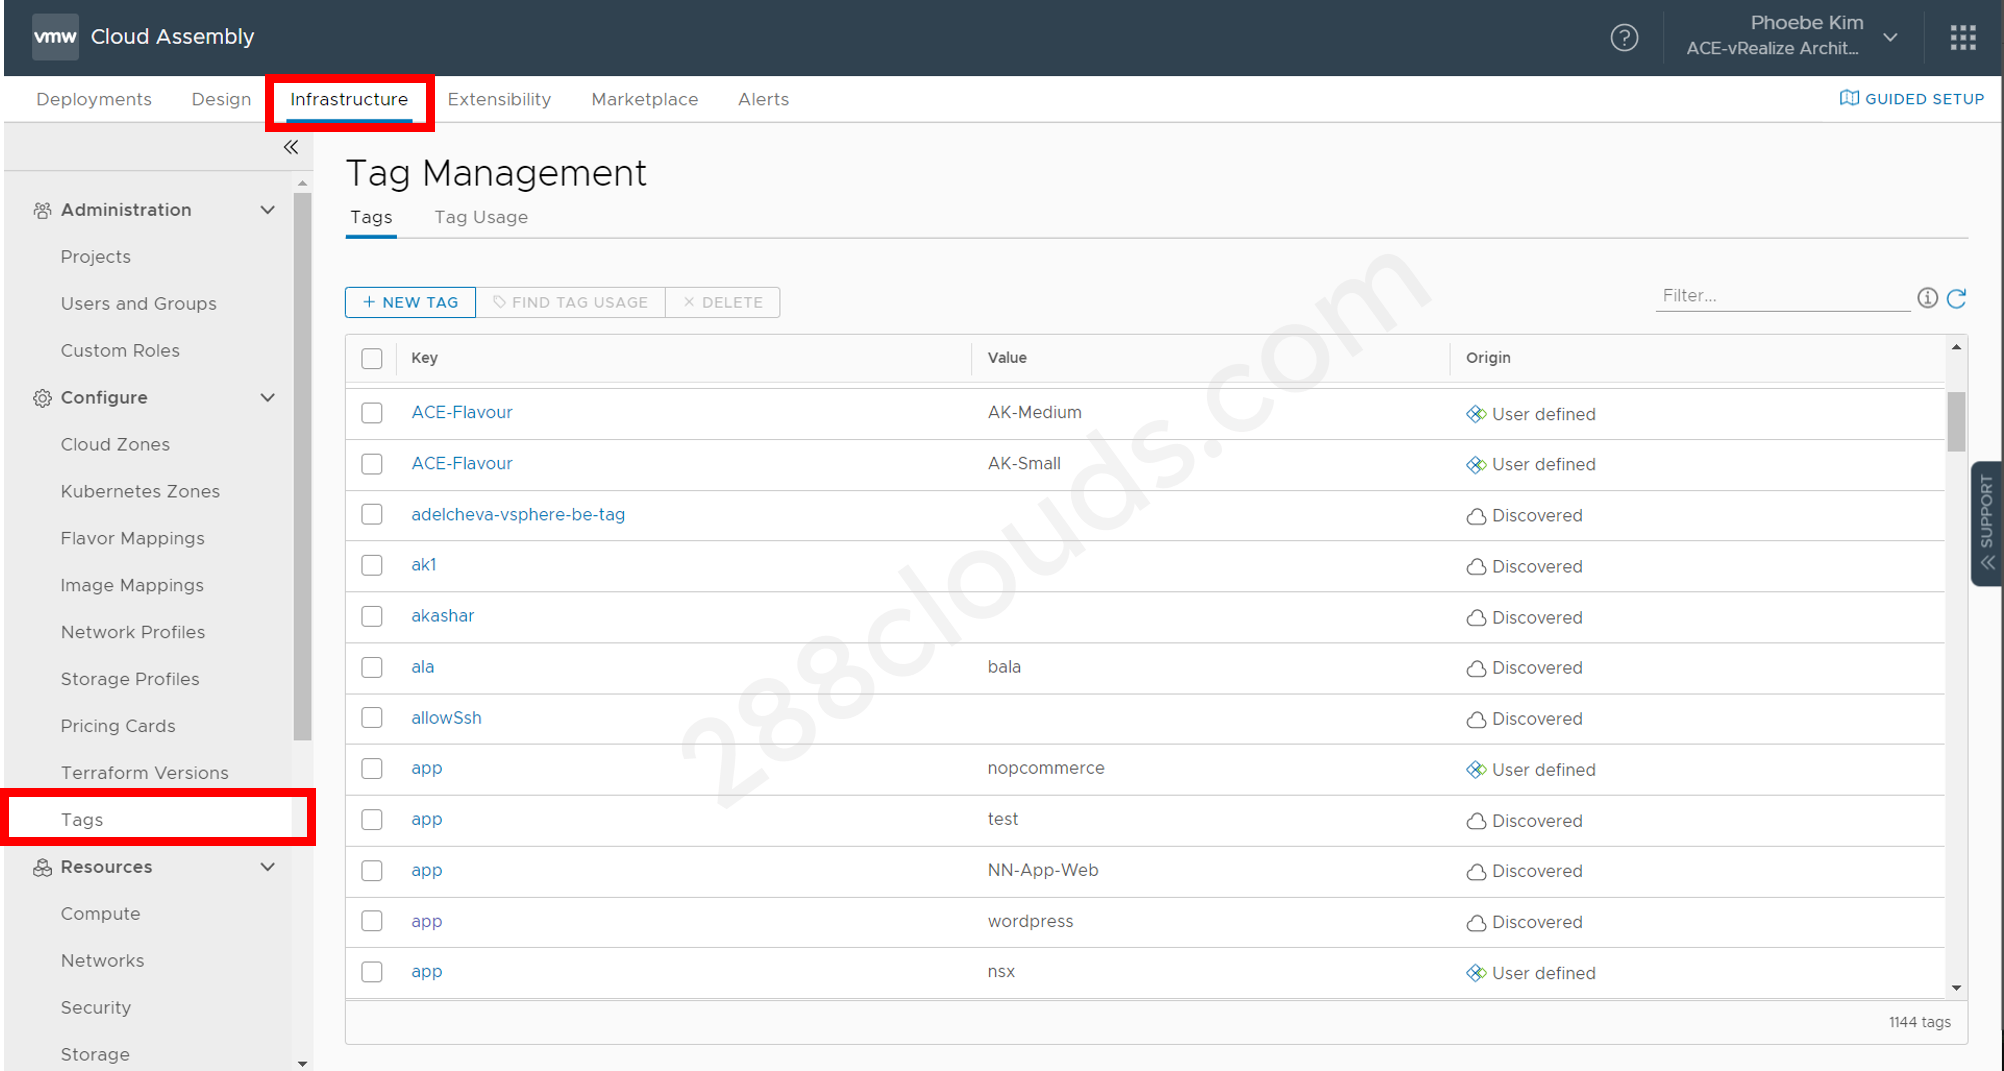 vmw Cloud Assembly
Phoebe Kim
ACE-vRealize Archit...
Deployments Design Infrastructure Extensibility Marketplace Alerts
GUIDED SETUP
Administration
Projects
Users and Groups
Custom Roles
Configure
Cloud Zones
Kubernetes Zones
Flavor Mappings
Image Mappings
Network Profiles
Storage Profiles
Pricing Cards
Terraform Versions
Tags
Resources
Compute
Networks
Security
Storage
Tag Management
Tags Tag Usage
+ NEW TAG FIND TAG USAGE × DELETE
Filter...
Key Value Origin
ACE-Flavour AK-Medium User defined
ACE-Flavour AK-Small User defined
adelcheva-vsphere-be-tag Discovered
ak1 Discovered
akashar Discovered
ala bala Discovered
allowSsh Discovered
app nopcommerce User defined
app test Discovered
app NN-App-Web Discovered
app wordpress Discovered
app nsx User defined
1144 tags
SUPPORT
288clouds.com